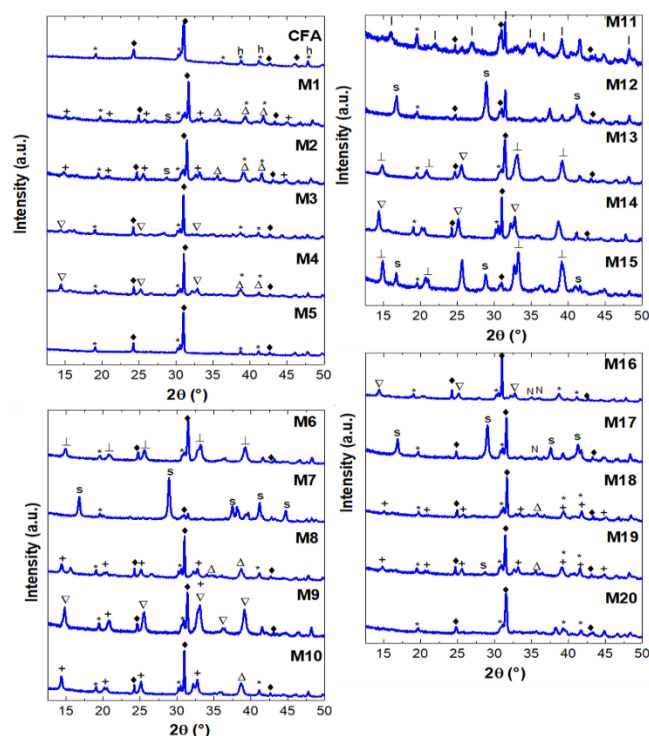 Intensity (a.u.)
CFA
h h h
M1
s
M2
s
M3
M4
M5
15 20 25 30 35 40 45 50
2θ (°)
Intensity (a.u.)
M11
M12
s s s
M13
M14
M15
s s s
15 20 25 30 35 40 45 50
2θ (°)
Intensity (a.u.)
M6
M7
s s s s s
M8
M9
M10
15 20 25 30 35 40 45 50
2θ (°)
Intensity (a.u.)
M16
N N
M17
s s N s s
M18
M19
s
M20
15 20 25 30 35 40 45 50
2θ (°)